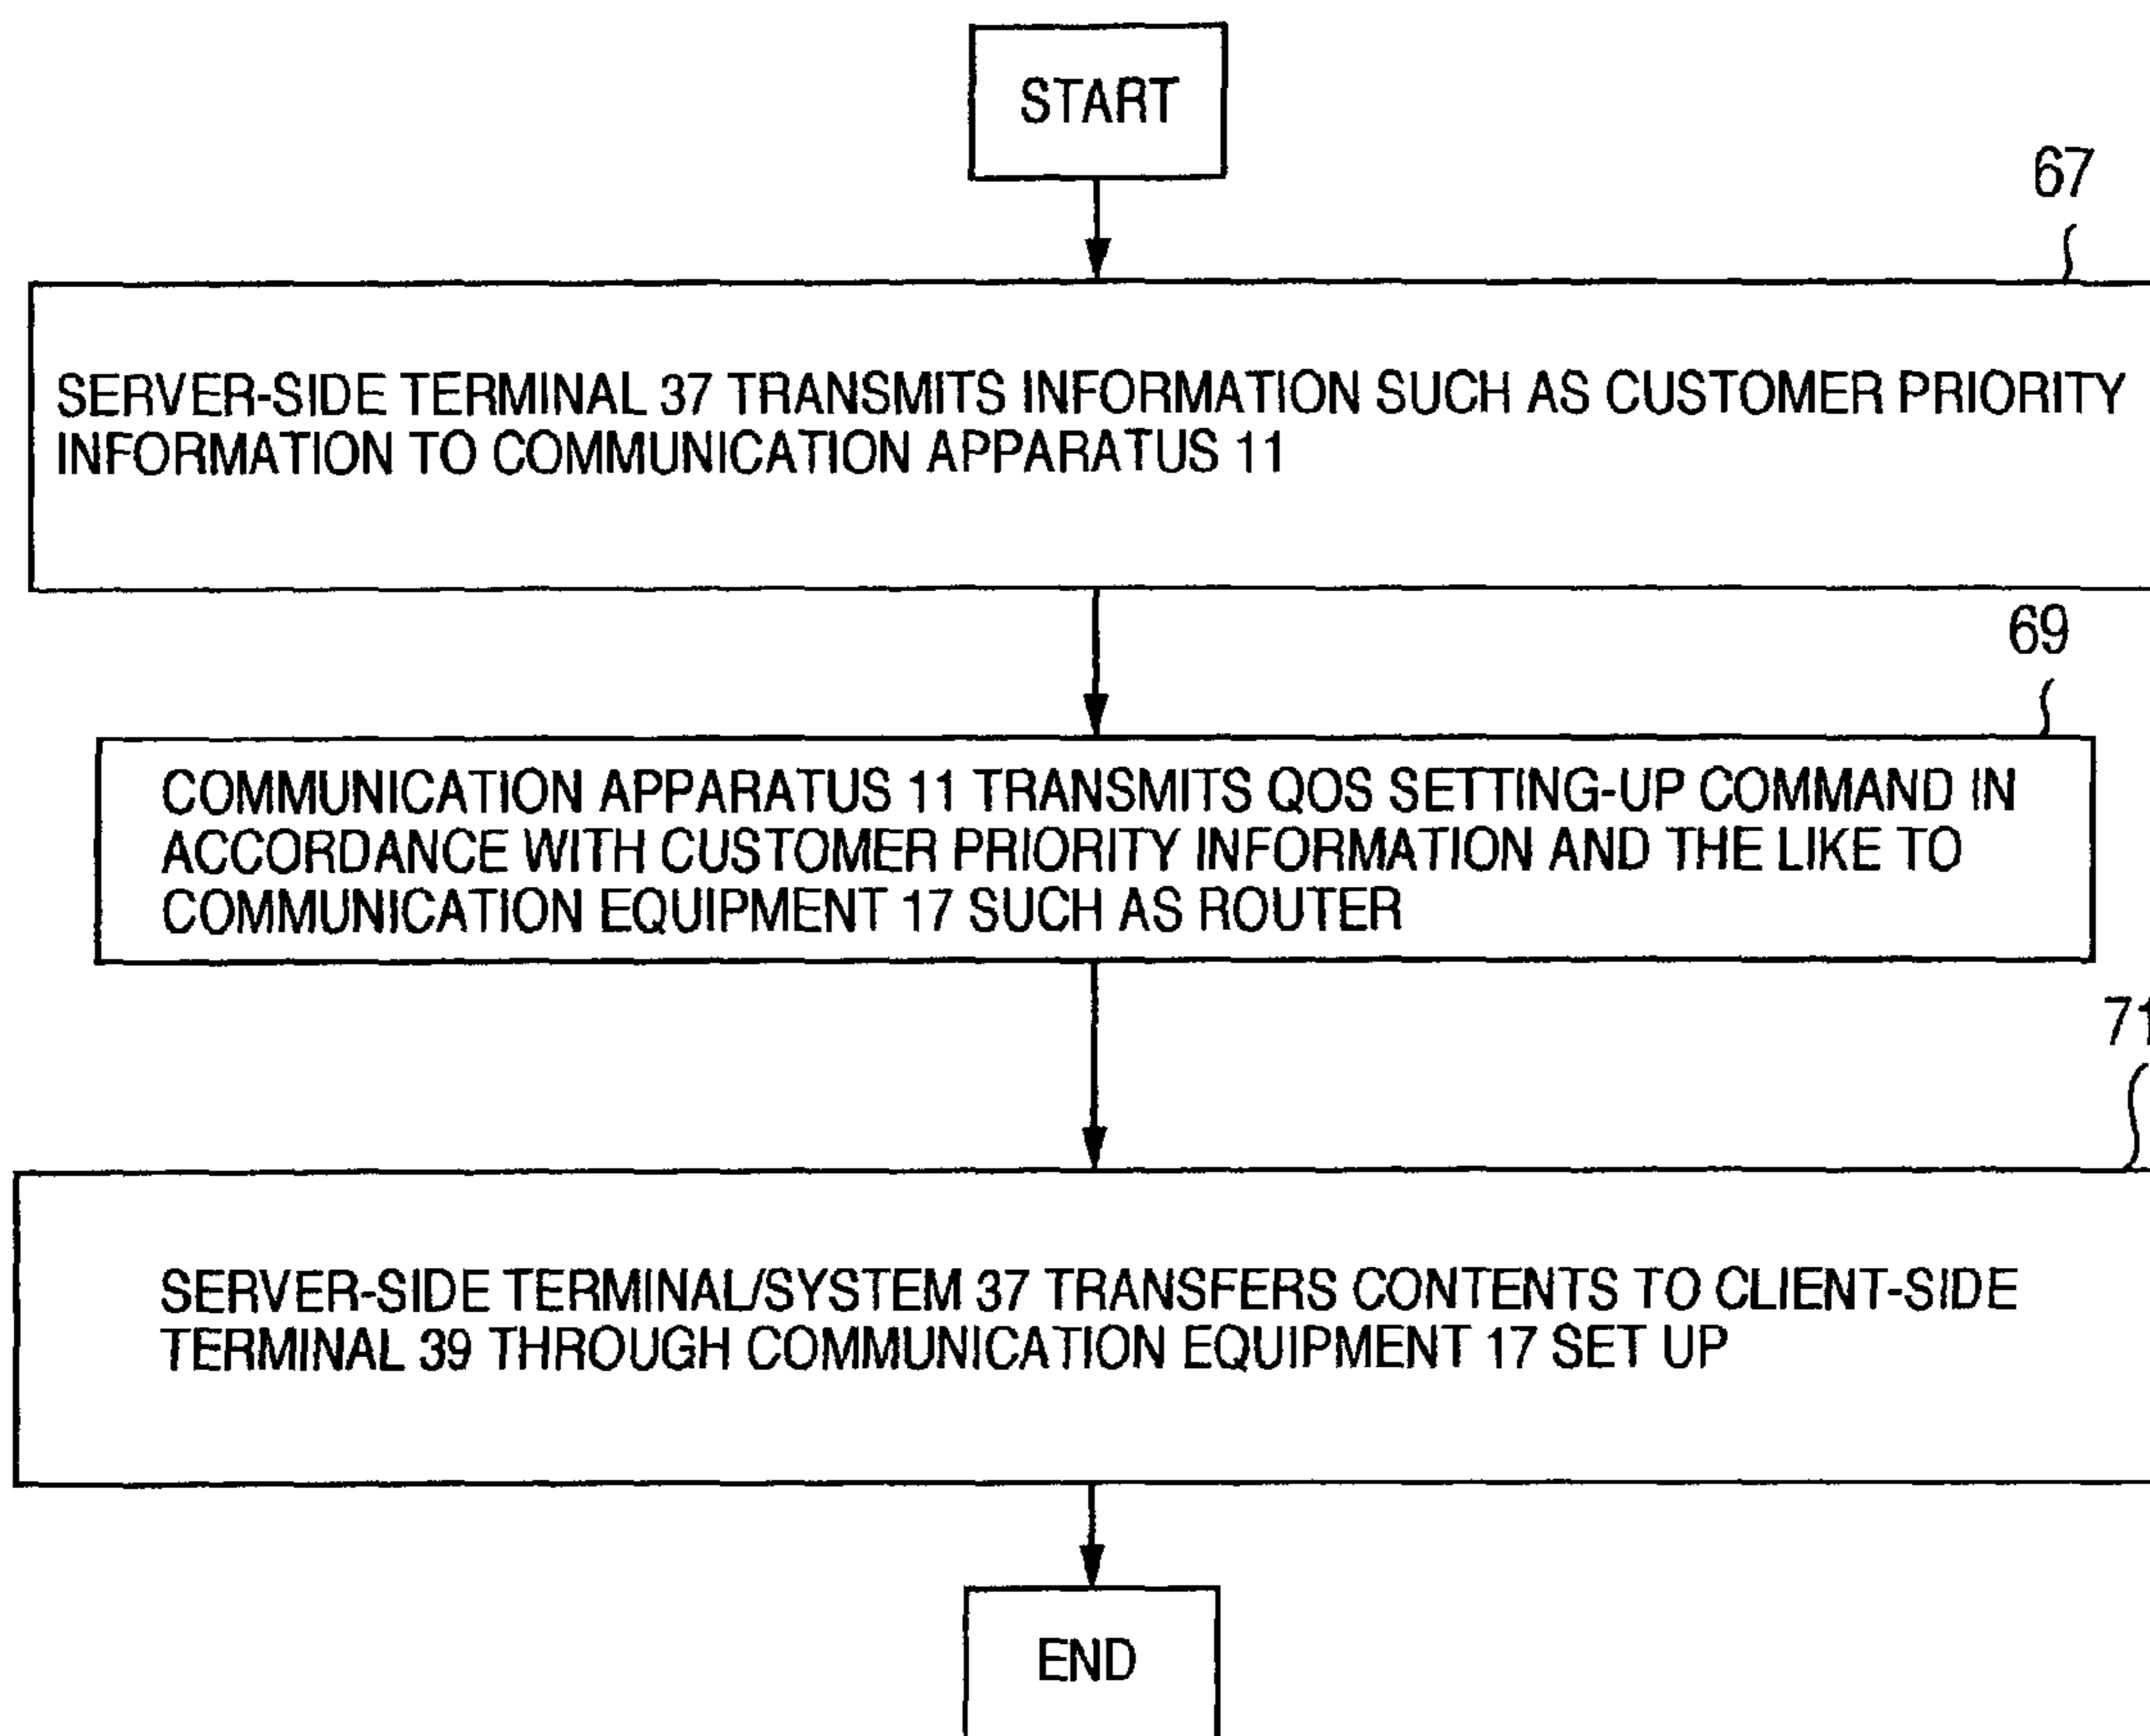 START
67
SERVER-SIDE TERMINAL 37 TRANSMITS INFORMATION SUCH AS CUSTOMER PRIORITY
INFORMATION TO COMMUNICATION APPARATUS 11
69
COMMUNICATION APPARATUS 11 TRANSMITS QOS SETTING-UP COMMAND IN
ACCORDANCE WITH CUSTOMER PRIORITY INFORMATION AND THE LIKE TO
COMMUNICATION EQUIPMENT 17 SUCH AS ROUTER
71
SERVER-SIDE TERMINAL/SYSTEM 37 TRANSFERS CONTENTS TO CLIENT-SIDE
TERMINAL 39 THROUGH COMMUNICATION EQUIPMENT 17 SET UP
END